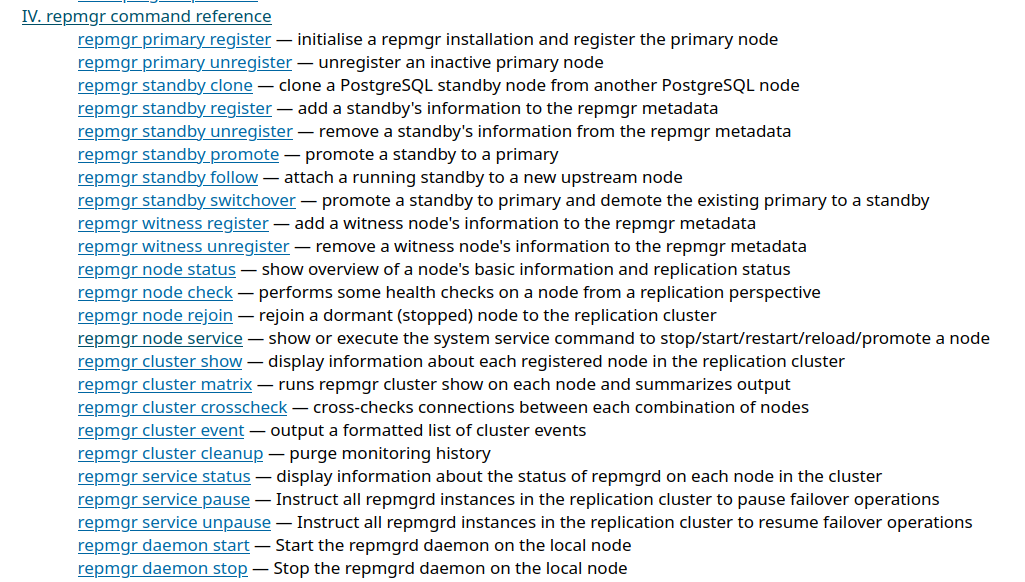 IV. repmgr command reference
repmgr primary register — initialise a repmgr installation and register the primary node
repmgr primary unregister — unregister an inactive primary node
repmgr standby clone — clone a PostgreSQL standby node from another PostgreSQL node
repmgr standby register — add a standby's information to the repmgr metadata
repmgr standby unregister — remove a standby's information from the repmgr metadata
repmgr standby promote — promote a standby to a primary
repmgr standby follow — attach a running standby to a new upstream node
repmgr standby switchover — promote a standby to primary and demote the existing primary to a standby
repmgr witness register — add a witness node's information to the repmgr metadata
repmgr witness unregister — remove a witness node's information to the repmgr metadata
repmgr node status — show overview of a node's basic information and replication status
repmgr node check — performs some health checks on a node from a replication perspective
repmgr node rejoin — rejoin a dormant (stopped) node to the replication cluster
repmgr node service — show or execute the system service command to stop/start/restart/reload/promote a node
repmgr cluster show — display information about each registered node in the replication cluster
repmgr cluster matrix — runs repmgr cluster show on each node and summarizes output
repmgr cluster crosscheck — cross-checks connections between each combination of nodes
repmgr cluster event — output a formatted list of cluster events
repmgr cluster cleanup — purge monitoring history
repmgr service status — display information about the status of repmgrd on each node in the cluster
repmgr service pause — Instruct all repmgrd instances in the replication cluster to pause failover operations
repmgr service unpause — Instruct all repmgrd instances in the replication cluster to resume failover operations
repmgr daemon start — Start the repmgrd daemon on the local node
repmgr daemon stop — Stop the repmgrd daemon on the local node